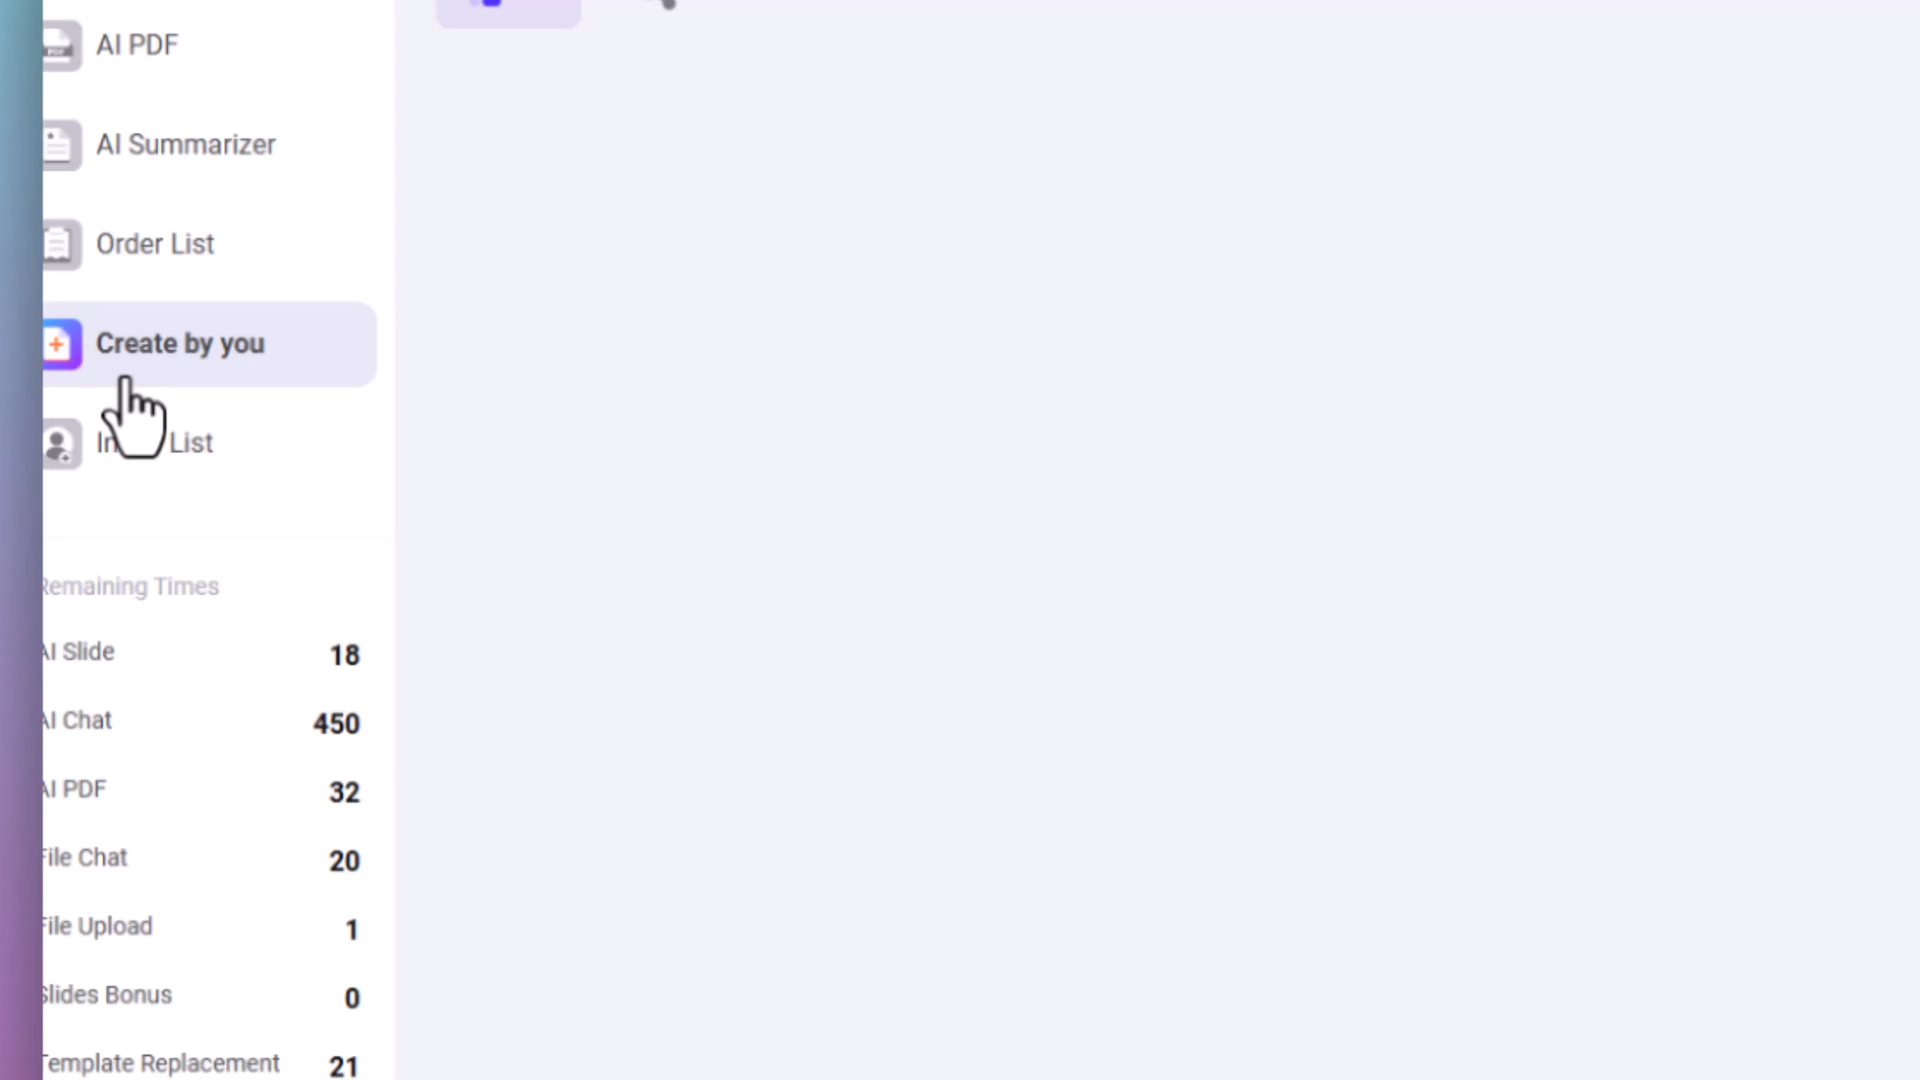 AI PDF
AI Summarizer
Order List
Create by you
List
Remaining Times
AI Slide 18
AI Chat 450
AI PDF 32
File Chat 20
File Upload 1
Slides Bonus 0
Template Replacement 21